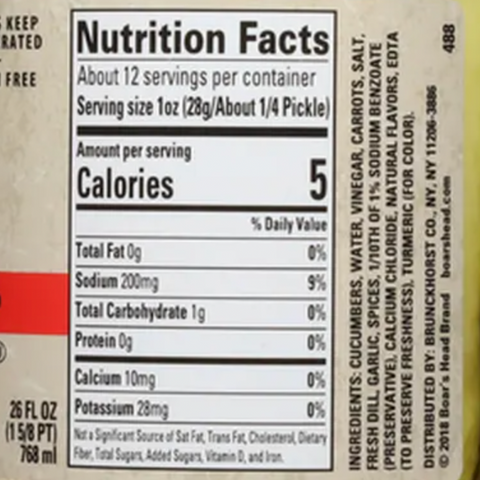 KEEP
RATED
FREE
Nutrition Facts
About 12 servings per container
Serving size 1oz (28g/About 1/4 Pickle)
Amount per serving
Calories 5
% Daily Value
Total Fat 0g 0%
Sodium 200mg 9%
Total Carbohydrate 1g 0%
Protein 0g 0%
Calcium 10mg 0%
Potassium 28mg 0%
Not a Significant Source of Sat Fat, Trans Fat, Cholesterol, Dietary
Fiber, Total Sugars, Added Sugars, Vitamin D, and Iron.
26 FL OZ
(1 5/8 PT)
768 ml
INGREDIENTS: CUCUMBERS, WATER, VINEGAR, CARROTS, SALT,
FRESH DILL, GARLIC, SPICES, 1/10TH OF 1% SODIUM BENZOATE
(PRESERVATIVE), CALCIUM CHLORIDE, NATURAL FLAVORS, EDTA
(TO PRESERVE FRESHNESS), TURMERIC (FOR COLOR).
DISTRIBUTED BY: BRUNCKHORST CO., NY, NY 11206-3886
© 2018 Boar's Head Brand boarshead.com 488